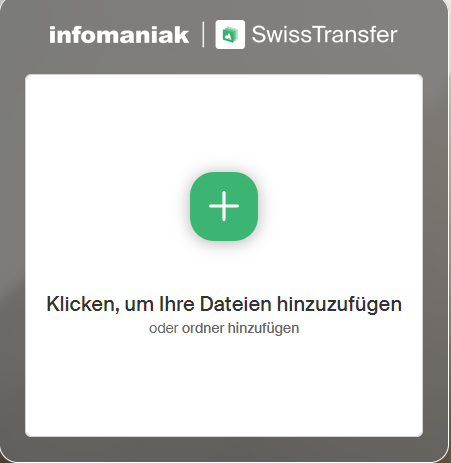 infomaniak | SwissTransfer
Klicken, um Ihre Dateien hinzuzufügen
oder ordner hinzufügen